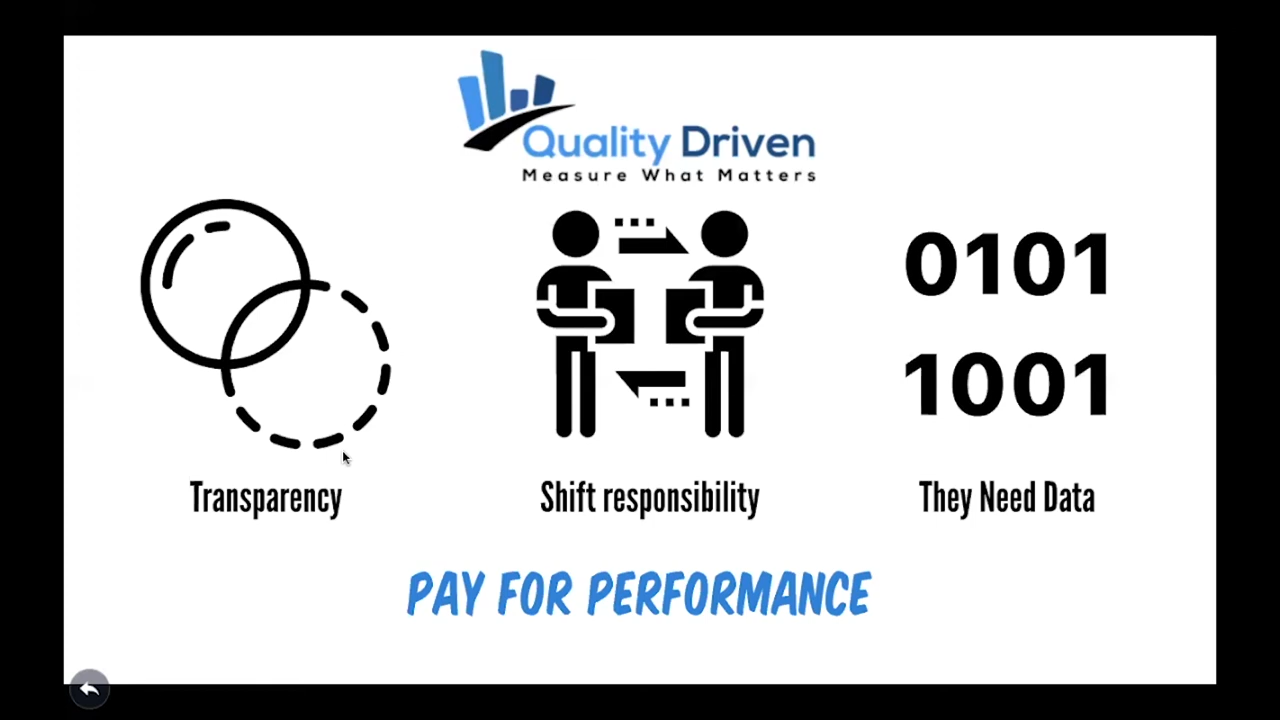 Quality Driven
Measure What Matters
0101
1001
Transparency
Shift responsibility
They Need Data
PAY FOR PERFORMANCE